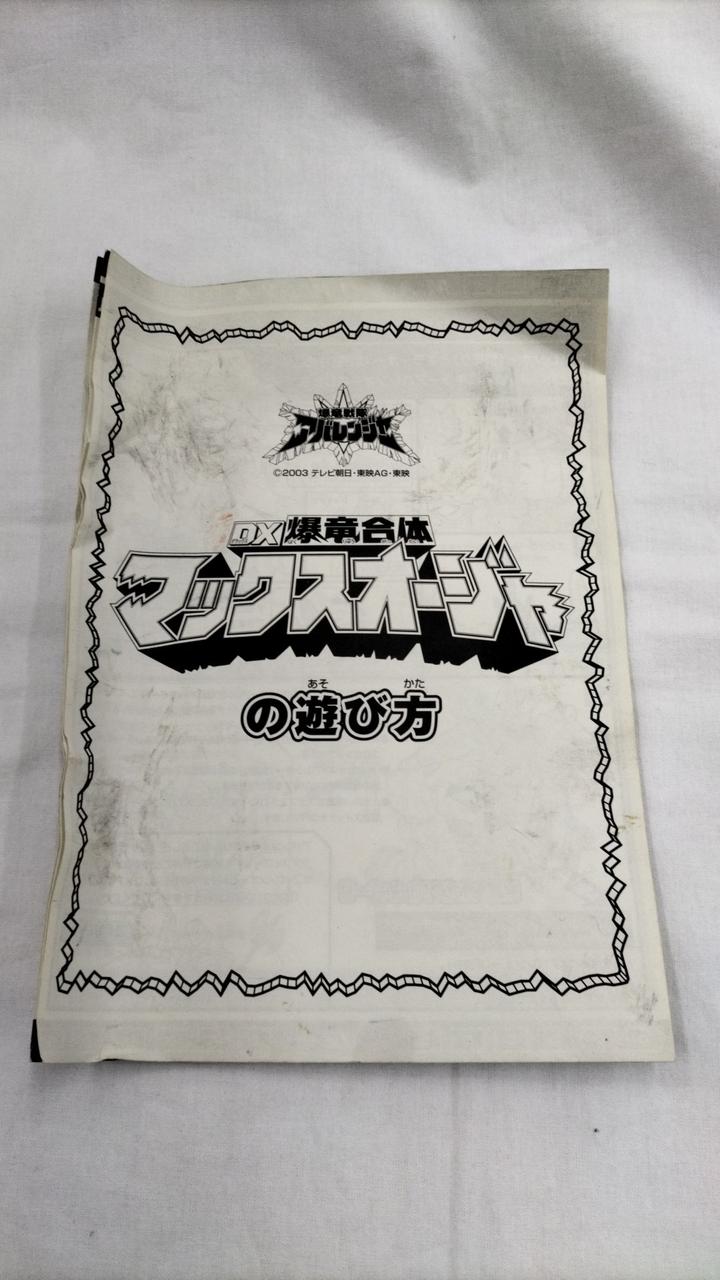 爆竜戦隊
アバレンジャー
©2003 テレビ朝日・東映AG・東映
DX爆竜合体
マックスオージャ
の遊び方
あそ かた